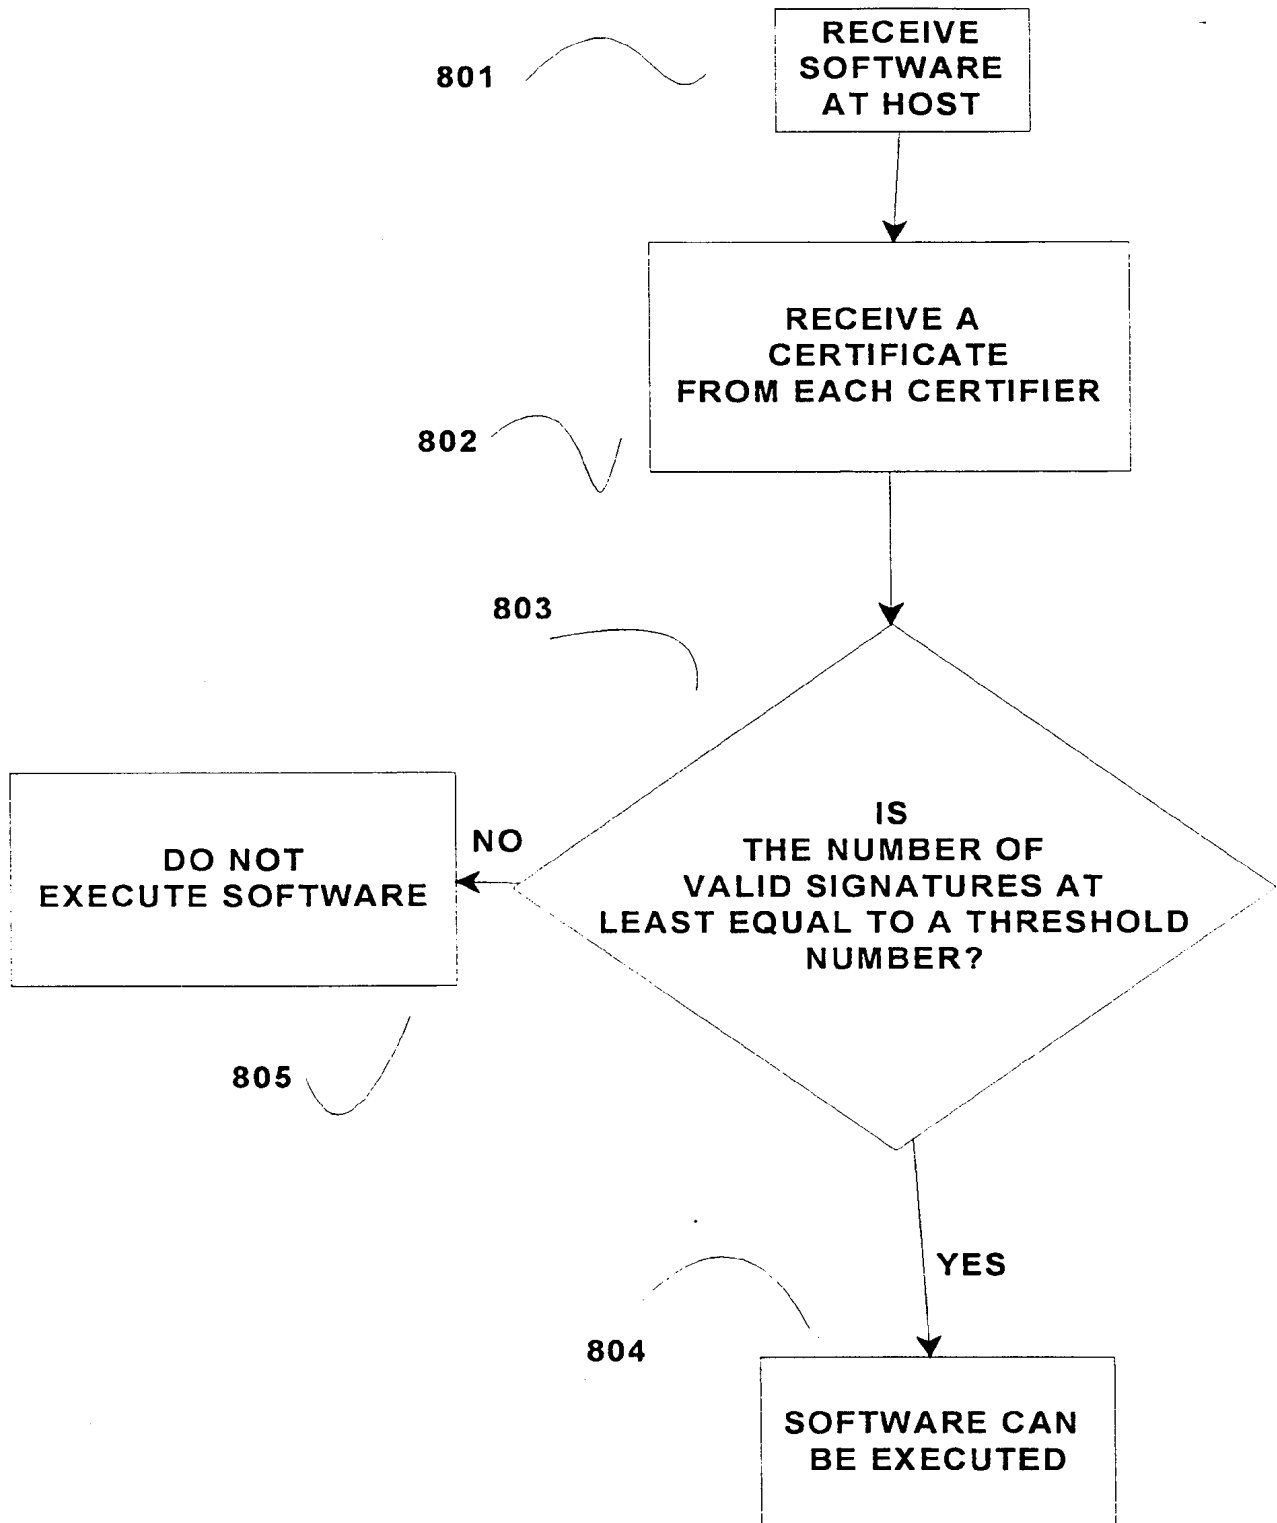 RECEIVE
SOFTWARE
AT HOST
801
RECEIVE A
CERTIFICATE
FROM EACH CERTIFIER
802
803
IS
THE NUMBER OF
VALID SIGNATURES AT
LEAST EQUAL TO A THRESHOLD
NUMBER?
NO
DO NOT
EXECUTE SOFTWARE
805
YES
804
SOFTWARE CAN
BE EXECUTED